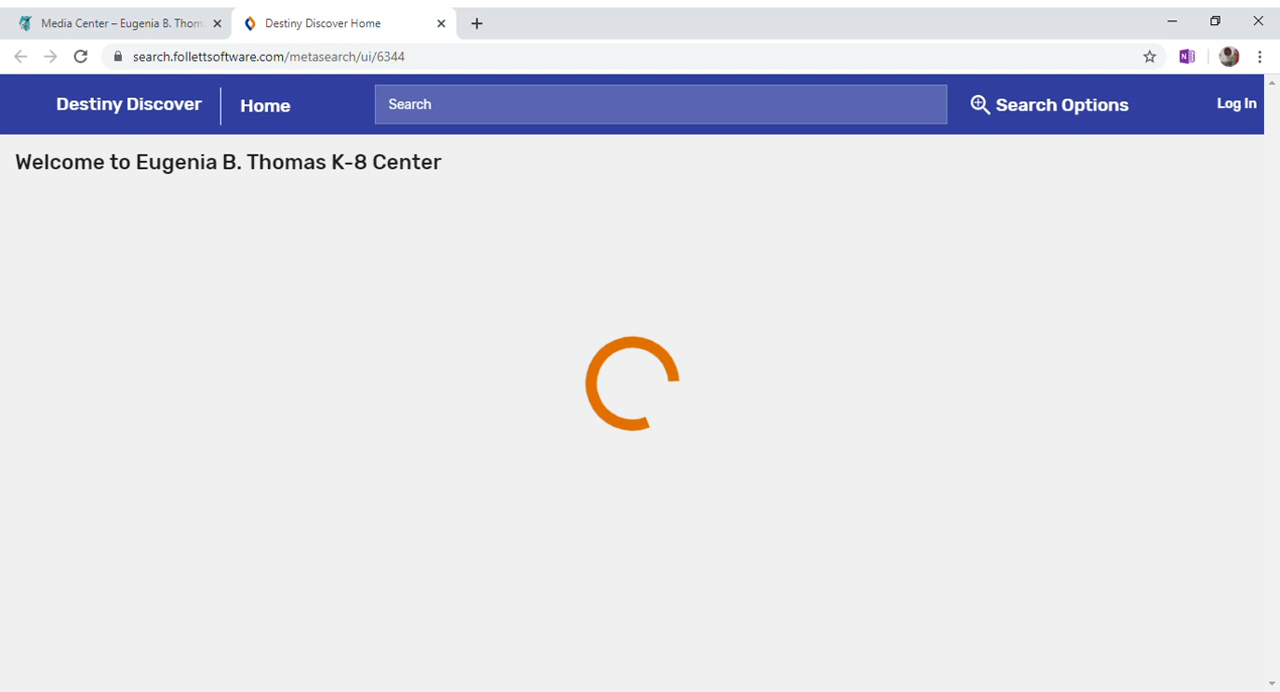 Media Center – Eugenia B. Thom
Destiny Discover Home
search.follettsoftware.com/metasearch/ui/6344
Destiny Discover
Home
Search
Search Options
Log In
Welcome to Eugenia B. Thomas K-8 Center